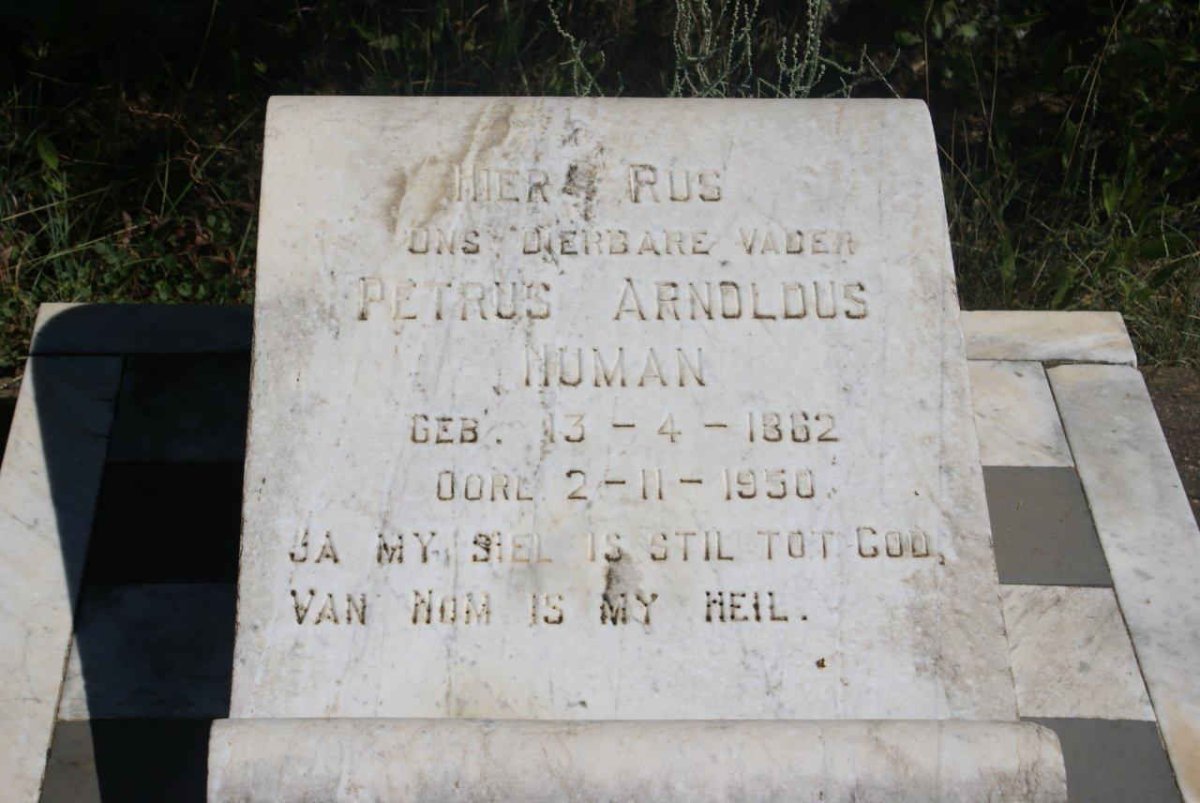 HIER RUS
ONS DIERBARE VADER
PETRUS ARNOLDUS
NUMAN
GEB. 13-4-1862
OORL 2-11-1950.
JA MY SIEL IS STIL TOT GOD,
VAN HOM IS MY HEIL.